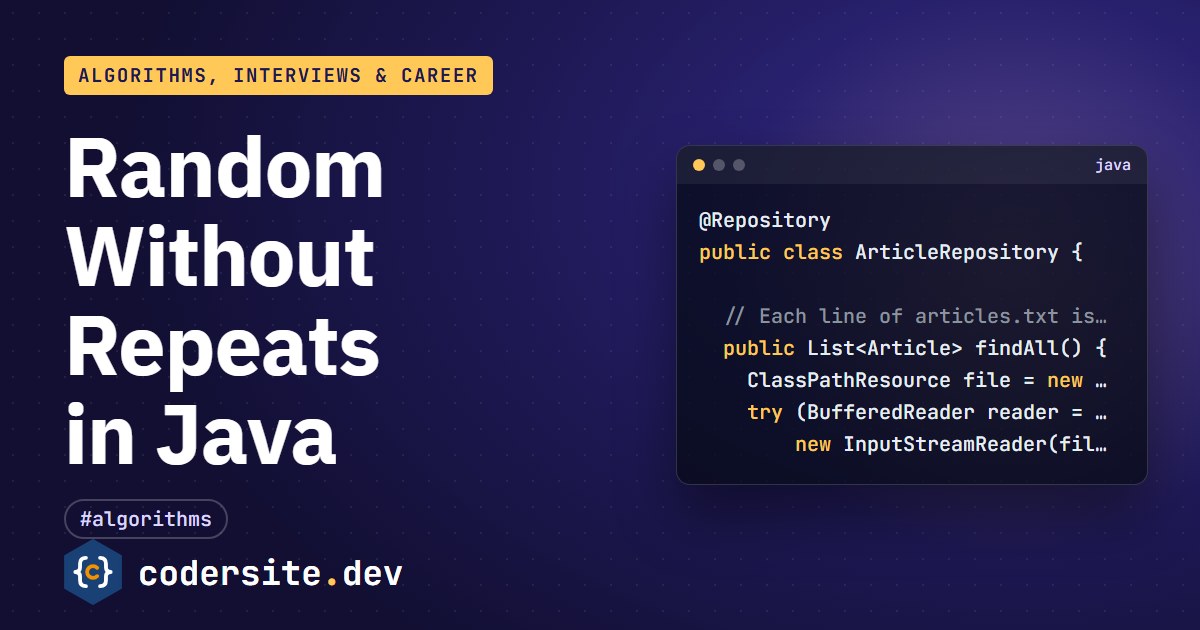 ALGORITHMS, INTERVIEWS & CAREER
Random
Without
Repeats
in Java
#algorithms
{c}
codersite.dev
java
@Repository
public class ArticleRepository {
// Each line of articles.txt is…
public List<Article> findAll() {
ClassPathResource file = new …
try (BufferedReader reader = …
new InputStreamReader(fil…